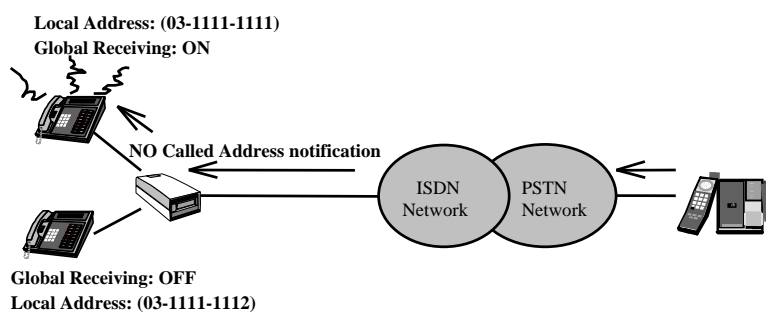 Local Address: (03-1111-1111)
Global Receiving: ON
NO Called Address notification
ISDN
Network
PSTN
Network
Global Receiving: OFF
Local Address: (03-1111-1112)